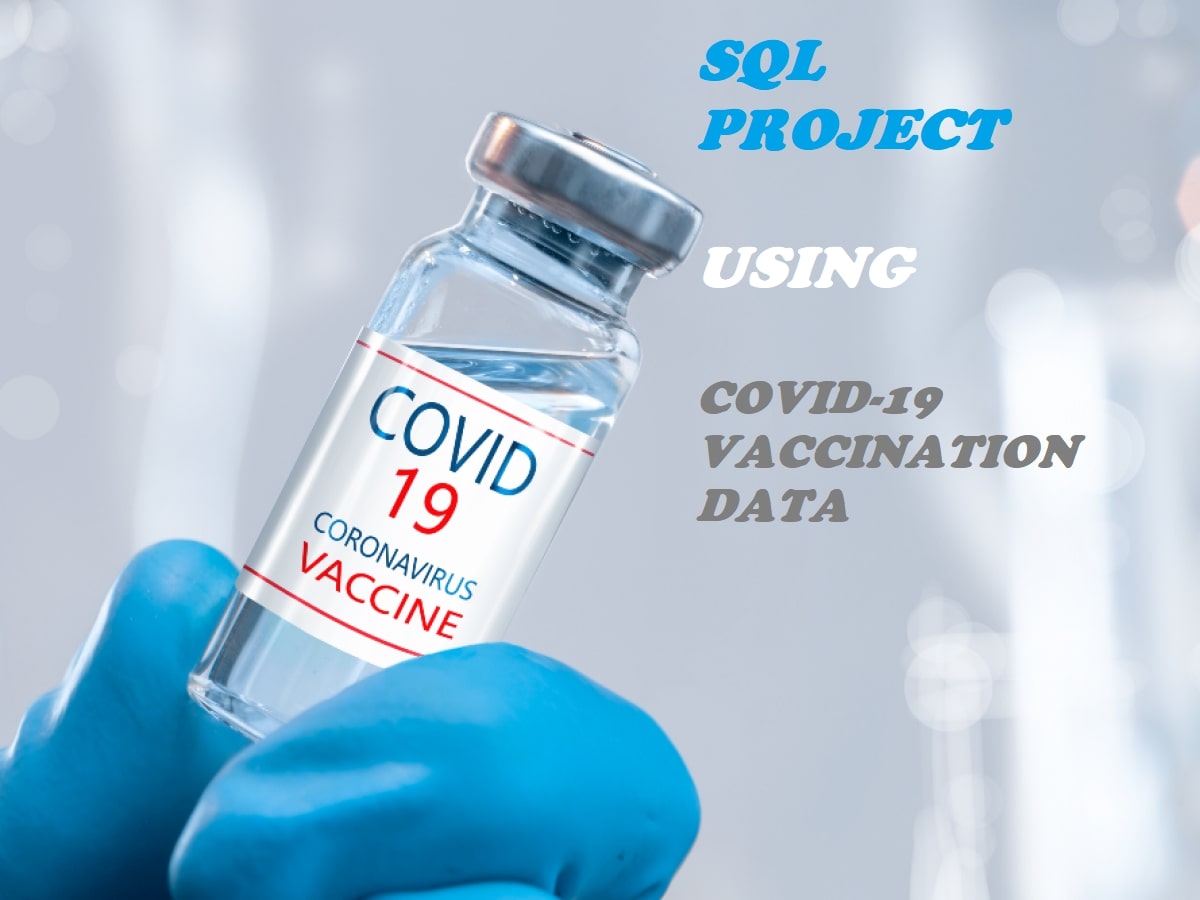 SQL
PROJECT
USING
COVID-19
VACCINATION
DATA
COVID
19
CORONAVIRUS
VACCINE